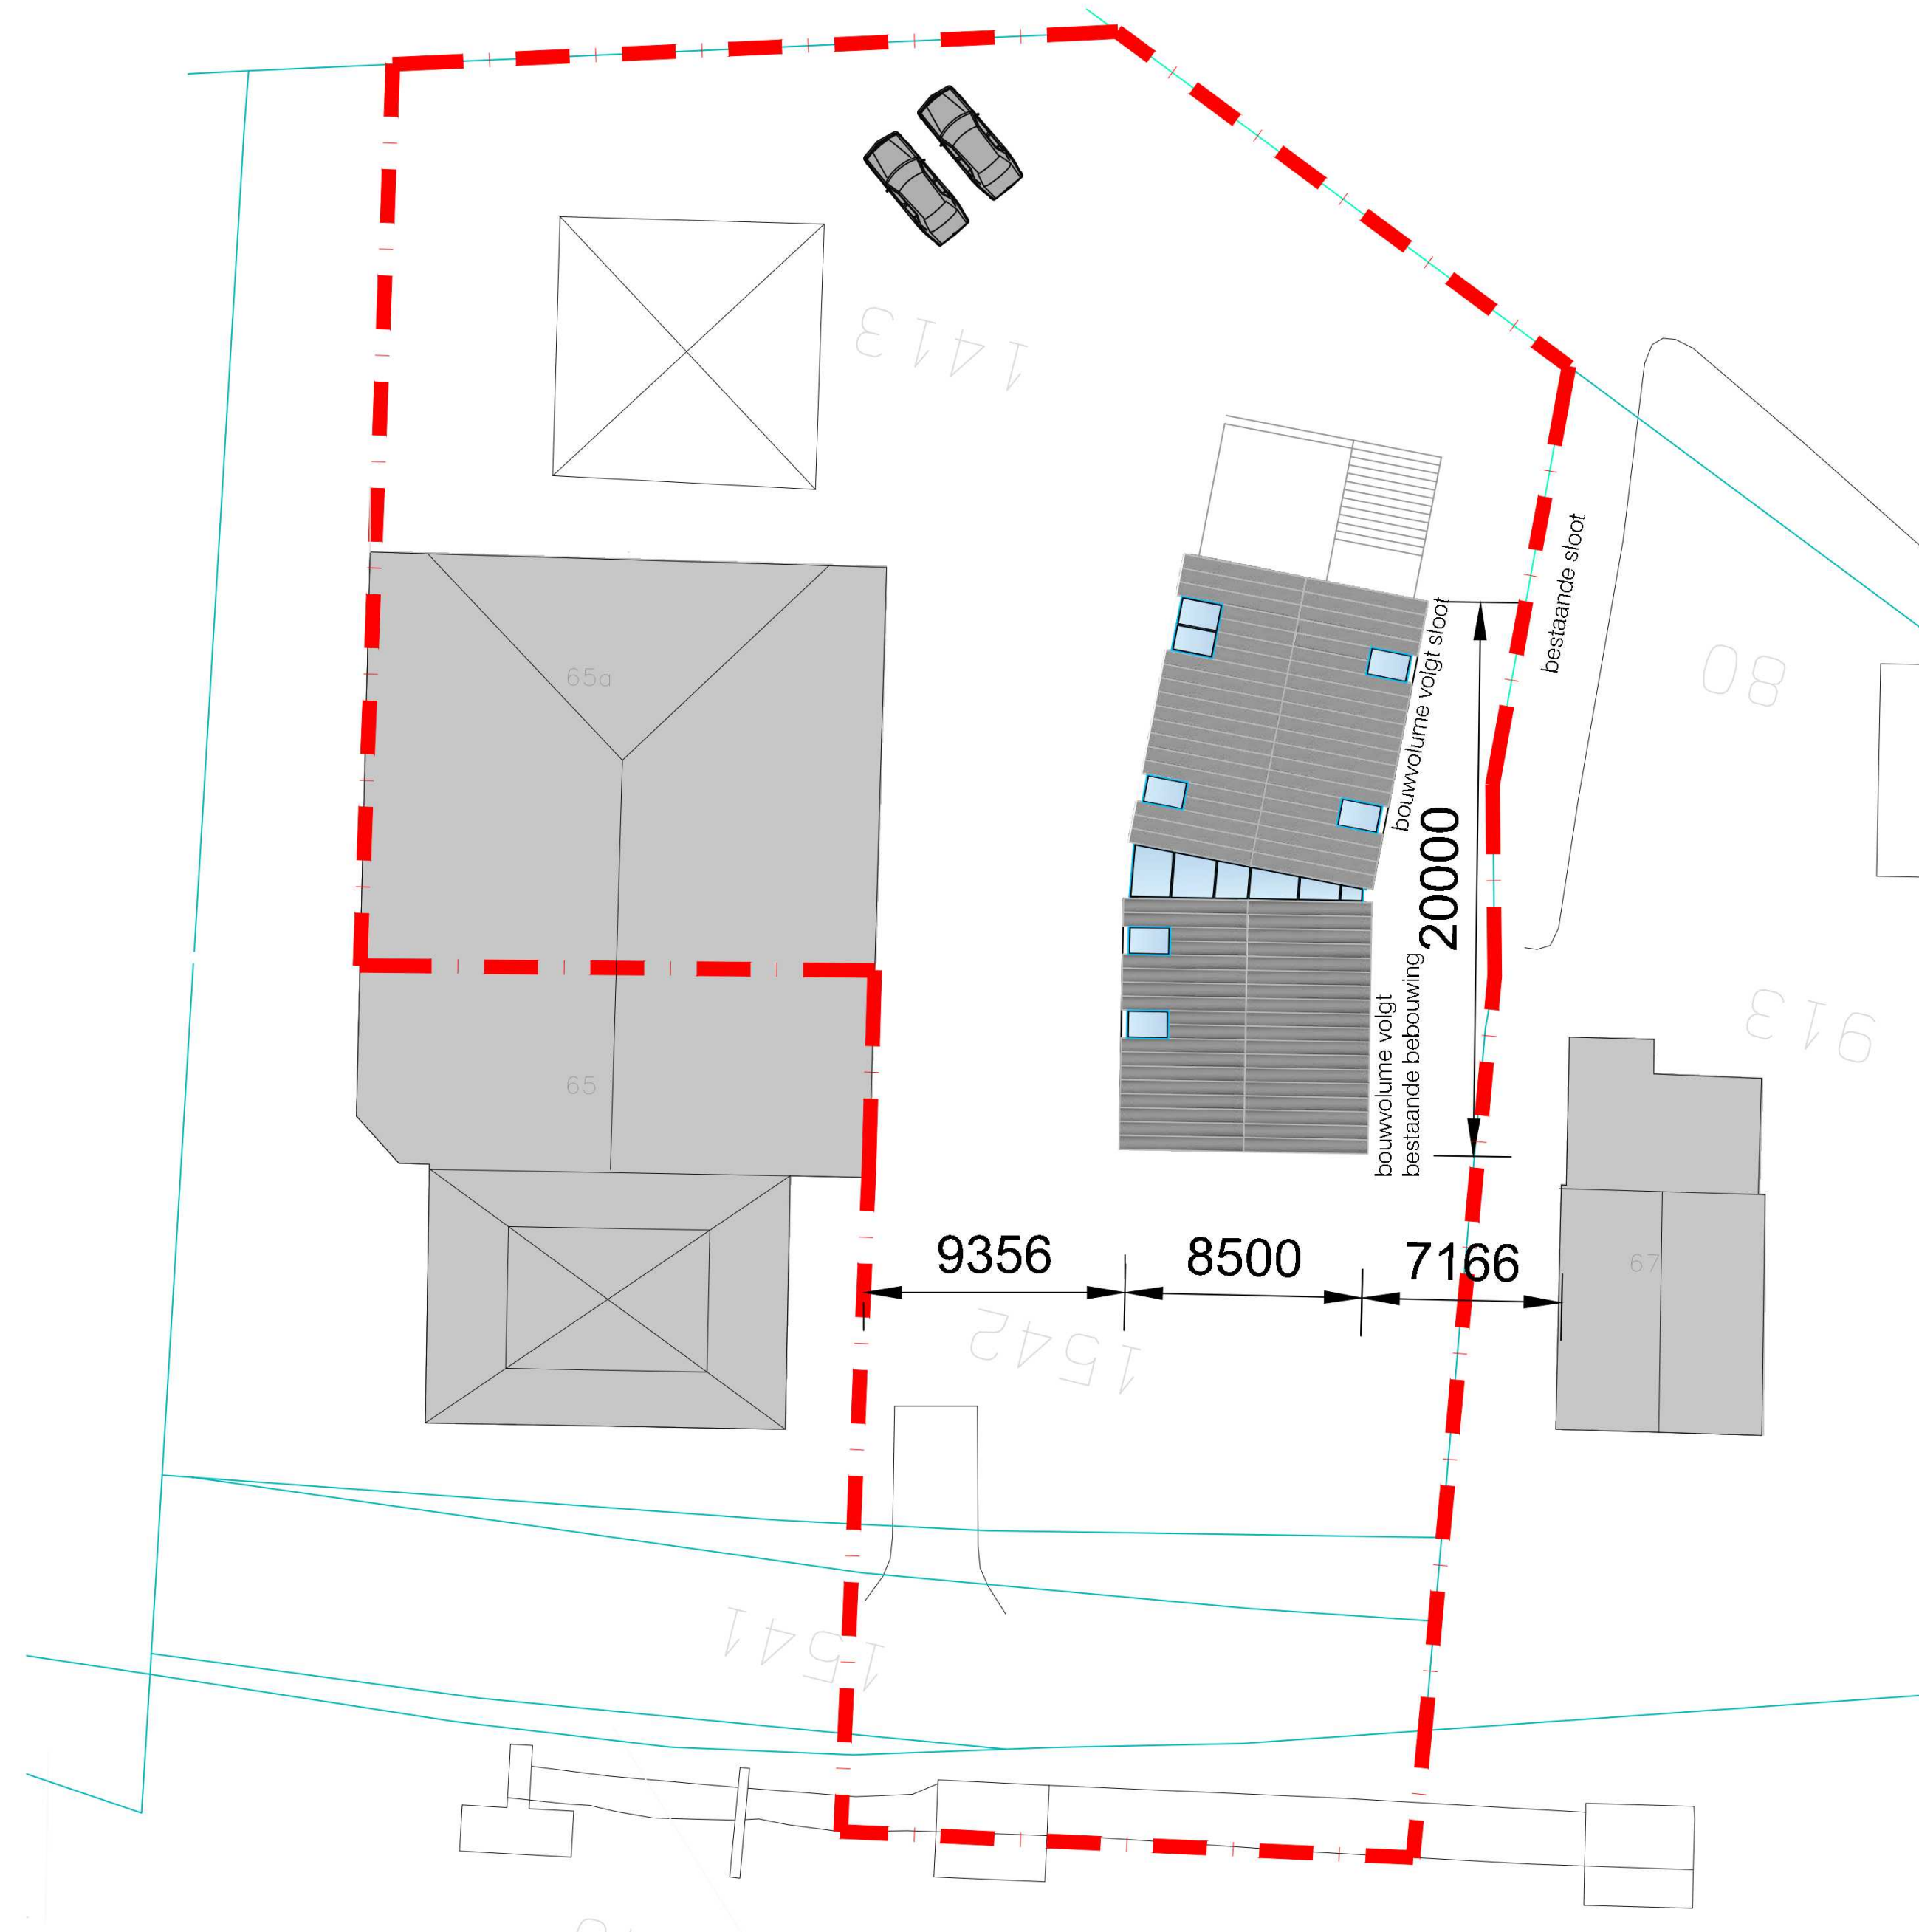 1413
bestaande sloot
bouwvolume volgt sloot
65a
80
20000
bouwvolume volgt
bestaande bebouwing
913
65
9356
8500
7166
67
1542
1541